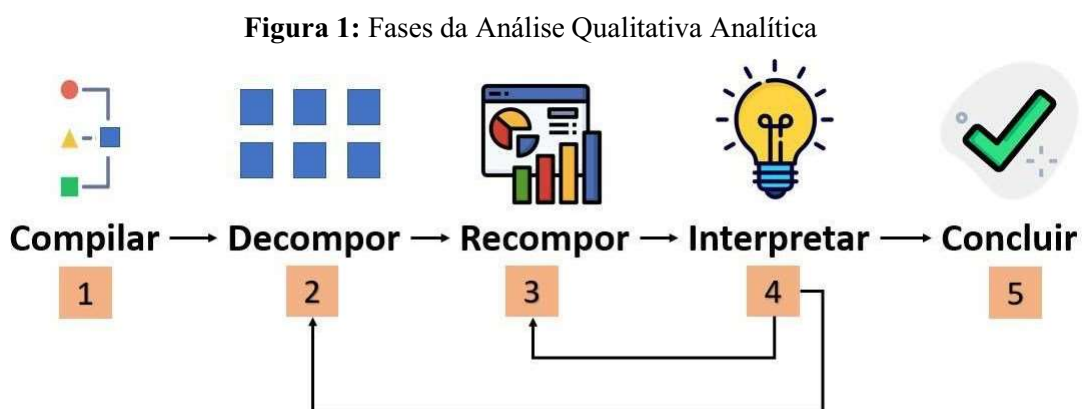 Figura 1: Fases da Análise Qualitativa Analítica
Compilar → Decompor → Recompor → Interpretar → Concluir
1 2 3 4 5